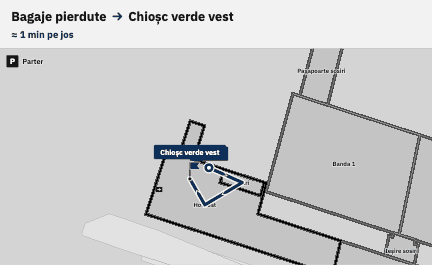 Bagaje pierdute → Chioșc verde vest
≈ 1 min pe jos
P Parter
Pașapoarte sosiri
Chioșc verde vest
Banda 1
Ieșire sosiri